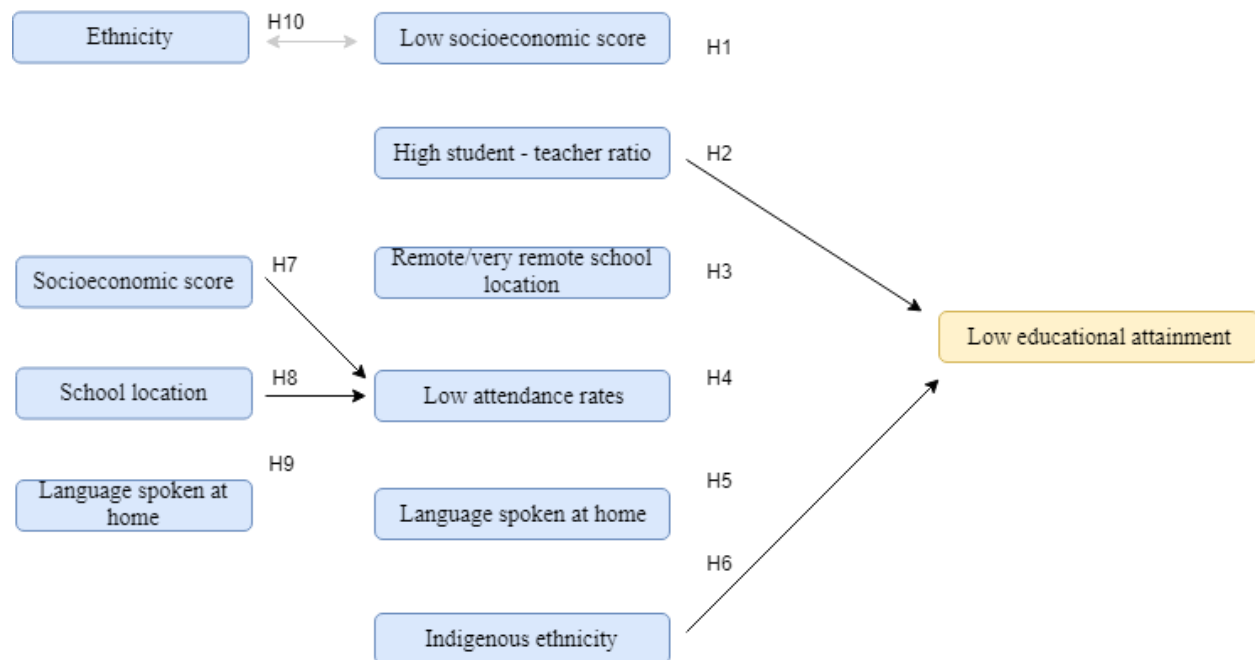 Ethnicity
H10
Low socioeconomic score
H1
High student - teacher ratio
H2
Remote/very remote school
location
H3
Socioeconomic score
H7
Low educational attainment
School location
H8
Low attendance rates
H4
H9
Language spoken at
home
Language spoken at home
H5
H6
Indigenous ethnicity